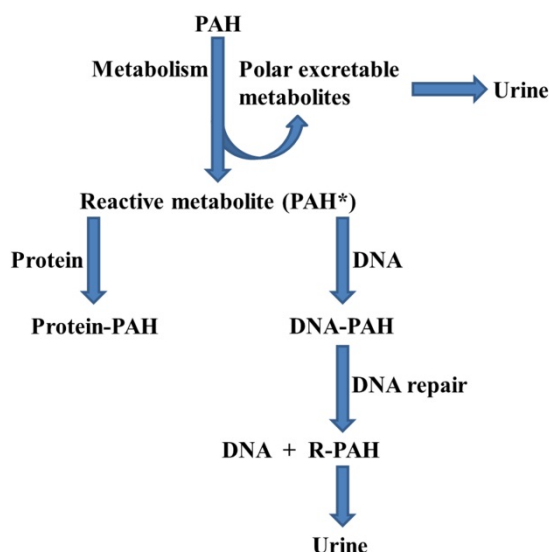 PAH
Metabolism
Polar excretable
metabolites
Urine
Reactive metabolite (PAH*)
Protein
DNA
Protein-PAH
DNA-PAH
DNA repair
DNA + R-PAH
Urine